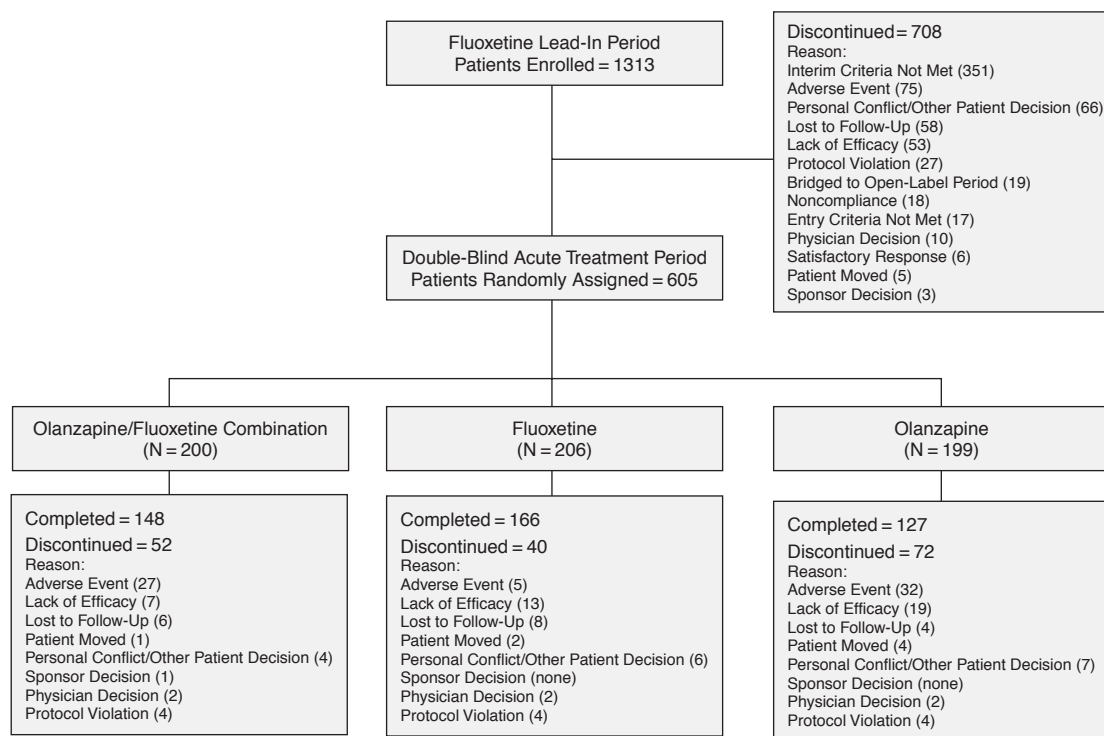 Fluoxetine Lead-In Period
Patients Enrolled = 1313
Discontinued = 708
Reason:
Interim Criteria Not Met (351)
Adverse Event (75)
Personal Conflict/Other Patient Decision (66)
Lost to Follow-Up (58)
Lack of Efficacy (53)
Protocol Violation (27)
Bridged to Open-Label Period (19)
Noncompliance (18)
Entry Criteria Not Met (17)
Physician Decision (10)
Satisfactory Response (6)
Patient Moved (5)
Sponsor Decision (3)
Double-Blind Acute Treatment Period
Patients Randomly Assigned = 605
Olanzapine/Fluoxetine Combination
(N = 200)
Completed = 148
Discontinued = 52
Reason:
Adverse Event (27)
Lack of Efficacy (7)
Lost to Follow-Up (6)
Patient Moved (1)
Personal Conflict/Other Patient Decision (4)
Sponsor Decision (1)
Physician Decision (2)
Protocol Violation (4)
Fluoxetine
(N = 206)
Completed = 166
Discontinued = 40
Reason:
Adverse Event (5)
Lack of Efficacy (13)
Lost to Follow-Up (8)
Patient Moved (2)
Personal Conflict/Other Patient Decision (6)
Sponsor Decision (none)
Physician Decision (2)
Protocol Violation (4)
Olanzapine
(N = 199)
Completed = 127
Discontinued = 72
Reason:
Adverse Event (32)
Lack of Efficacy (19)
Lost to Follow-Up (4)
Patient Moved (4)
Personal Conflict/Other Patient Decision (7)
Sponsor Decision (none)
Physician Decision (2)
Protocol Violation (4)